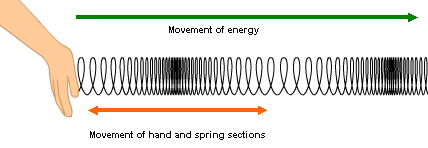 Movement of energy
Movement of hand and spring sections